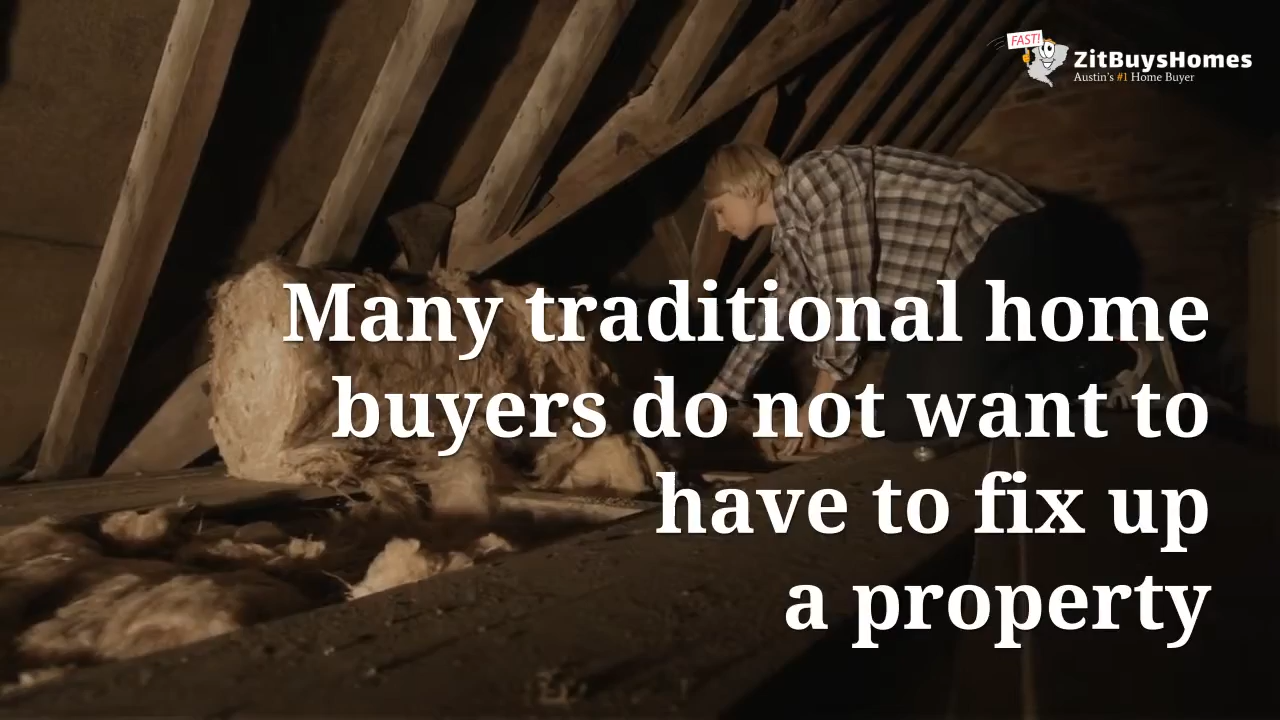 FAST!
ZitBuysHomes
Austin's #1 Home Buyer
Many traditional home
buyers do not want to
have to fix up
a property